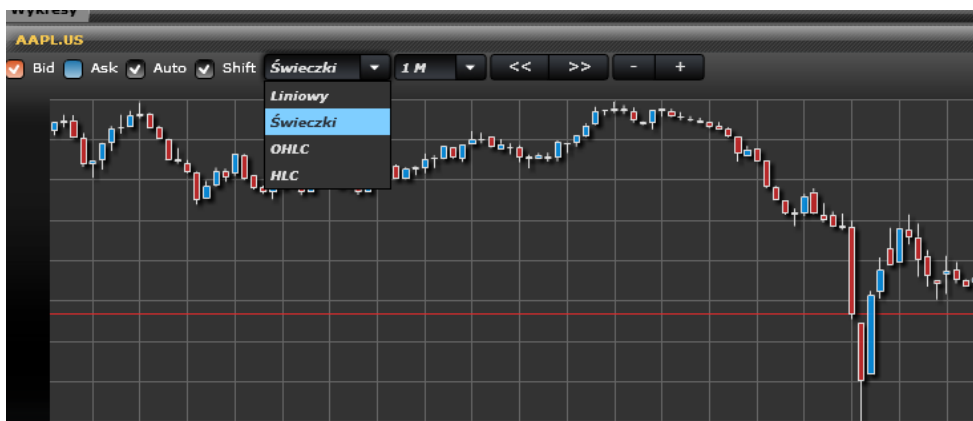 Wykresy
AAPL.US
Bid Ask Auto Shift Świeczki 1 M << >> - +
Liniowy
Świeczki
OHLC
HLC